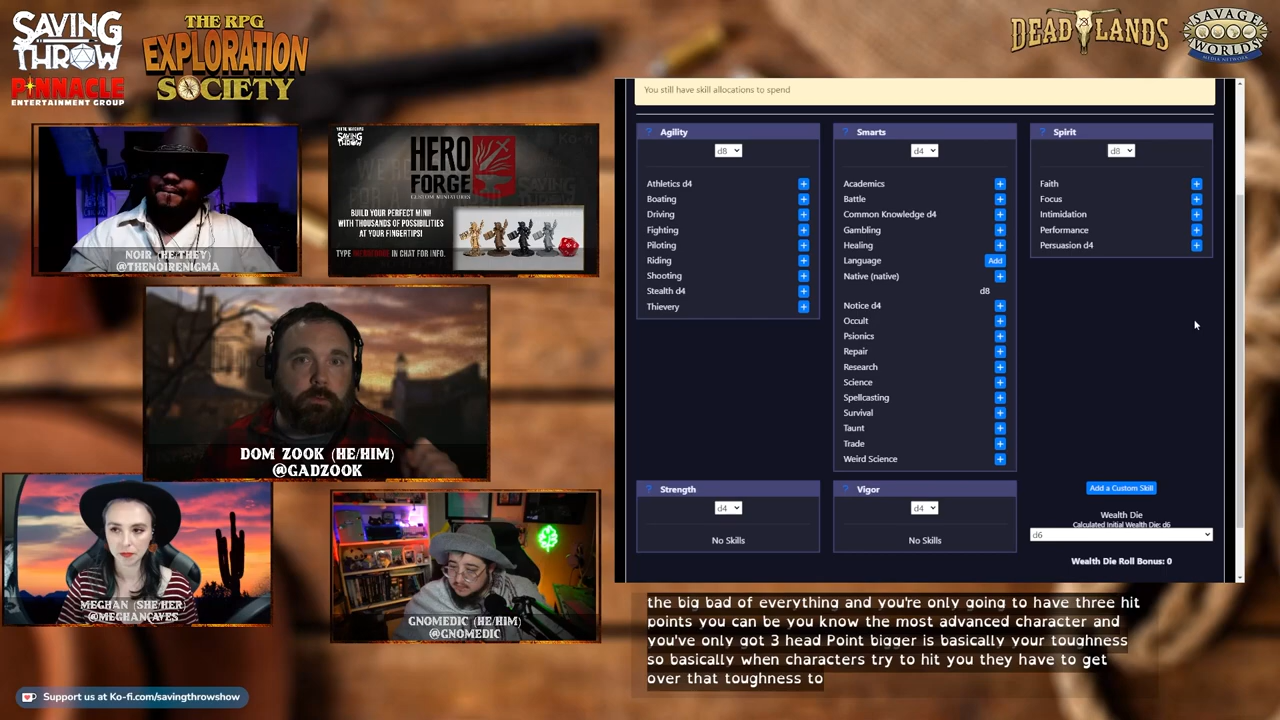 SAVING
THROW
PINNACLE
ENTERTAINMENT GROUP
THE RPG
EXPLORATION
SOCIETY
DEADLANDS
SAVAGE
WORLDS
MEDIA NETWORK
NOIR (HE/THEY)
@THENOIRENIGMA
SAVING
THROW
HERO
FORGE
CUSTOM MINIATURES
BUILD YOUR PERFECT MINI!
WITH THOUSANDS OF POSSIBILITIES
AT YOUR FINGERTIPS!
TYPE
IN CHAT FOR INFO.
DOM ZOOK (HE/HIM)
@GADZOOK
MEGHAN (SHE/HER)
@MEGHANCAVES
GNOMEDIC (HE/HIM)
@GNOMEDIC
Support us at Ko-fi.com/savingthrowshow
You still have skill allocations to spend
? Agility
d8
Athletics d4 +
Boating +
Driving +
Fighting +
Piloting +
Riding +
Shooting +
Stealth d4 +
Thievery +
? Smarts
d4
Academics +
Battle +
Common Knowledge d4 +
Gambling +
Healing +
Language Add
Native (native) +
d8
Notice d4 +
Occult +
Psionics +
Repair +
Research +
Science +
Spellcasting +
Survival +
Taunt +
Trade +
Weird Science +
? Spirit
d8
Faith +
Focus +
Intimidation +
Performance +
Persuasion d4 +
? Strength
d4
No Skills
? Vigor
d4
No Skills
Add a Custom Skill
Wealth Die
Calculated Initial Wealth Die: d6
d6
Wealth Die Roll Bonus: 0
the big bad of everything and you're only going to have three hit
points you can be you know the most advanced character and
you've only got 3 head Point bigger is basically your toughness
so basically when characters try to hit you they have to get
over that toughness to